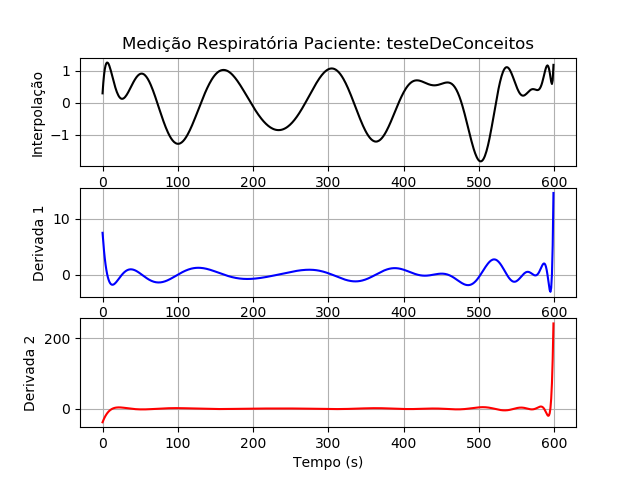 Medição Respiratória Paciente: testeDeConceitos
Interpolação
1
0
−1
0 100 200 300 400 500 600
Derivada 1
10
0
0 100 200 300 400 500 600
Derivada 2
200
0
0 100 200 300 400 500 600
Tempo (s)